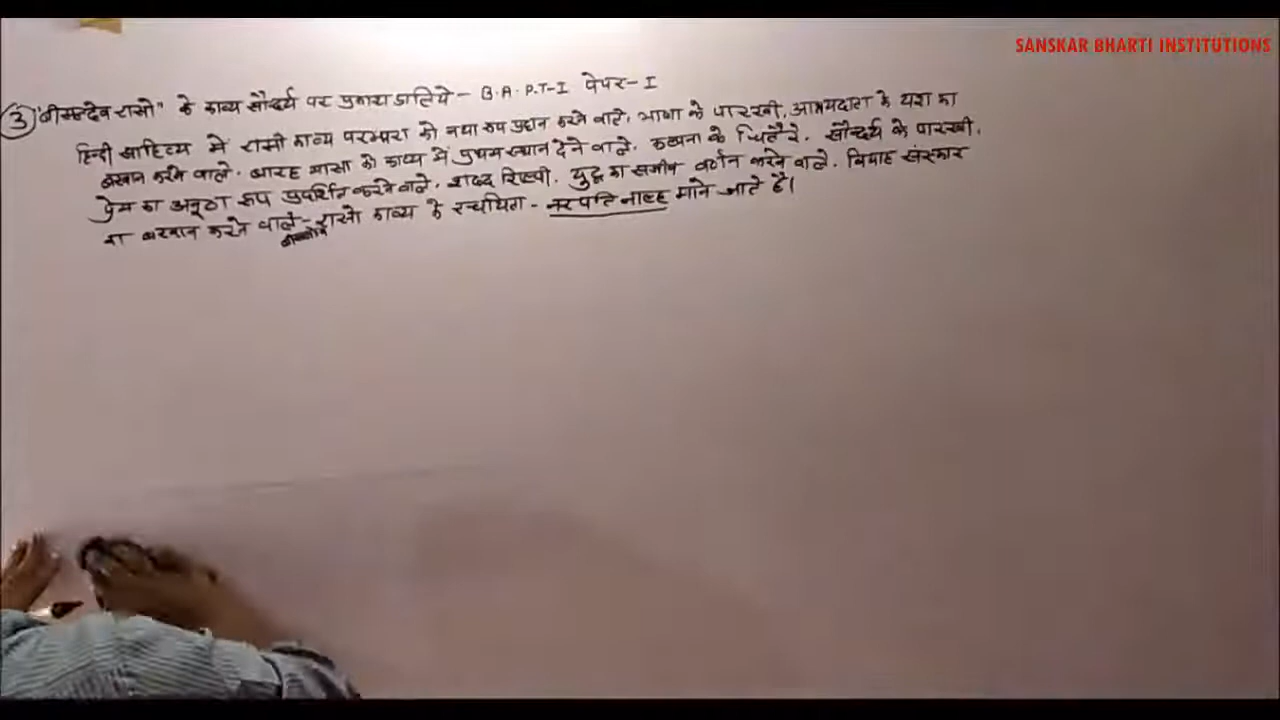 SANSKAR BHARTI INSTITUTIONS
③ "बीसलदेव रासो" के काव्य सौन्दर्य पर प्रकाश डालिये - B.A. P.T-I पेपर-I
हिन्दी साहित्य में रासो काव्य परम्परा को नया रूप प्रदान करने वाले, भाषा के पारखी, आश्रयदाता के यश का
बखान करने वाले, बारह मासा को काव्य में प्रथम स्थान देने वाले, कल्पना के चितेरे, सौन्दर्य के पारखी,
प्रेम का अनूठा रूप प्रदर्शित करने वाले, शब्द शिल्पी, युद्ध का सजीव वर्णन करने वाले, विवाह संस्कार
का बखान करने वाले - रासो काव्य के रचयिता - नरपति नाल्ह माने जाते है।